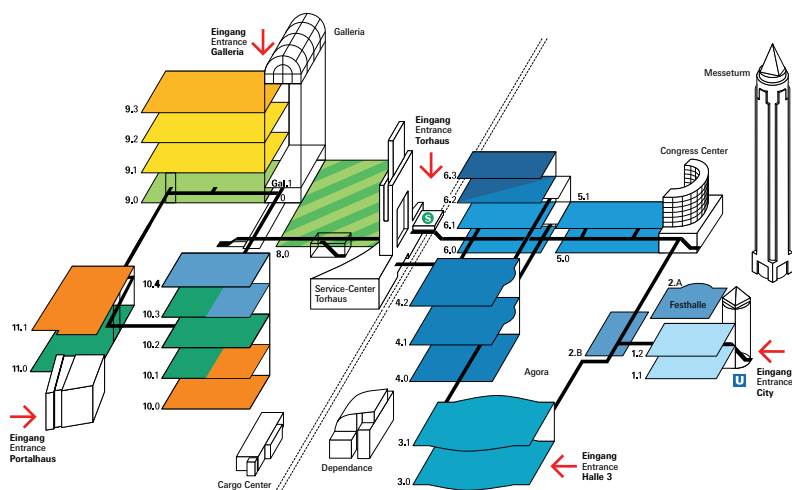 Eingang
Entrance
Galleria
Galleria
Messeturm
9.3
9.2
9.1
9.0
Gal.1
0
Eingang
Entrance
Torhaus
Congress Center
6.3
6.2
6.1
6.0
5.1
5.0
S
8.0
Service-Center
Torhaus
10.4
10.3
10.2
10.1
10.0
11.1
11.0
4.2
4.1
4.0
2.A
Festhalle
2.B
1.2
1.1
U
Eingang
Entrance
City
Agora
Eingang
Entrance
Portalhaus
Cargo Center
Dependance
3.1
3.0
Eingang
Entrance
Halle 3